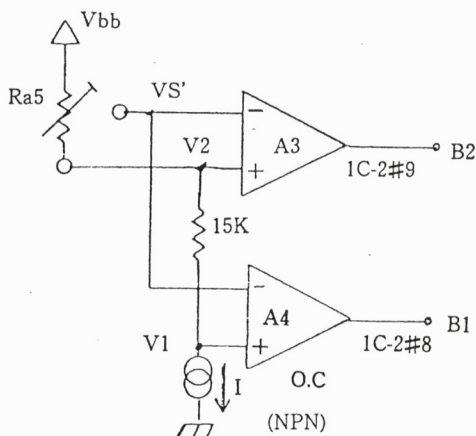 Vbb
Ra5
VS'
V2
−
A3
+
B2
1C-2#9
15K
−
A4
+
B1
1C-2#8
V1
I
O.C
(NPN)